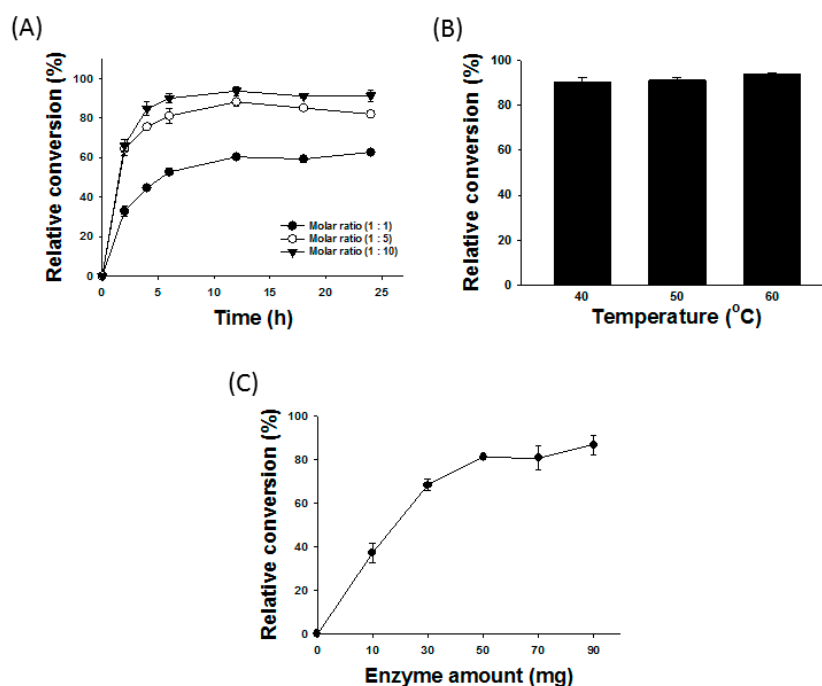 (A)
Relative conversion (%)
100
80
60
40
20
0
0 5 10 15 20 25
Time (h)
Molar ratio (1 : 1)
Molar ratio (1 : 5)
Molar ratio (1 : 10)
(B)
Relative conversion (%)
100
80
60
40
20
0
40 50 60
Temperature (°C)
(C)
Relative conversion (%)
100
80
60
40
20
0
0 10 30 50 70 90
Enzyme amount (mg)